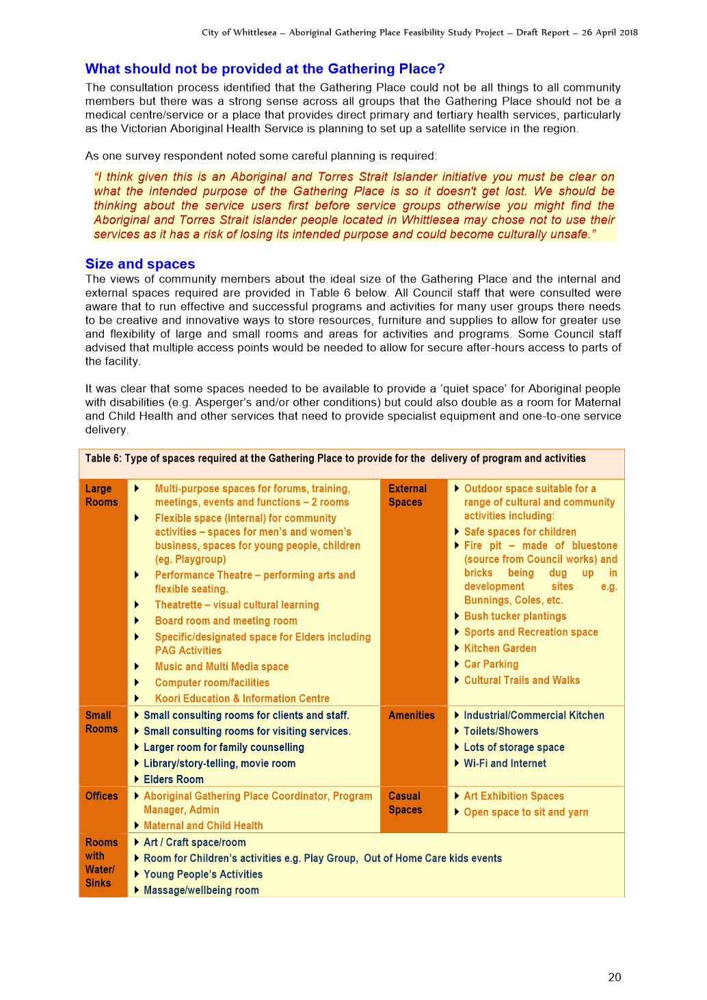 City of Whittlesea – Aboriginal Gathering Place Feasibility Study Project – Draft Report – 26 April 2018
What should not be provided at the Gathering Place?
The consultation process identified that the Gathering Place could not be all things to all community
members but there was a strong sense across all groups that the Gathering Place should not be a
medical centre/service or a place that provides direct primary and tertiary health services, particularly
as the Victorian Aboriginal Health Service is planning to set up a satellite service in the region.
As one survey respondent noted some careful planning is required:
“I think given this is an Aboriginal and Torres Strait Islander initiative you must be clear on
what the intended purpose of the Gathering Place is so it doesn't get lost. We should be
thinking about the service users first before service groups otherwise you might find the
Aboriginal and Torres Strait islander people located in Whittlesea may chose not to use their
services as it has a risk of losing its intended purpose and could become culturally unsafe.”
Size and spaces
The views of community members about the ideal size of the Gathering Place and the internal and
external spaces required are provided in Table 6 below. All Council staff that were consulted were
aware that to run effective and successful programs and activities for many user groups there needs
to be creative and innovative ways to store resources, furniture and supplies to allow for greater use
and flexibility of large and small rooms and areas for activities and programs. Some Council staff
advised that multiple access points would be needed to allow for secure after-hours access to parts of
the facility.
It was clear that some spaces needed to be available to provide a ‘quiet space’ for Aboriginal people
with disabilities (e.g. Asperger’s and/or other conditions) but could also double as a room for Maternal
and Child Health and other services that need to provide specialist equipment and one-to-one service
delivery.
Table 6: Type of spaces required at the Gathering Place to provide for the delivery of program and activities
Large
Rooms
Multi-purpose spaces for forums, training,
meetings, events and functions – 2 rooms
Flexible space (internal) for community
activities – spaces for men’s and women’s
business, spaces for young people, children
(eg. Playgroup)
Performance Theatre – performing arts and
flexible seating.
Theatrette – visual cultural learning
Board room and meeting room
Specific/designated space for Elders including
PAG Activities
Music and Multi Media space
Computer room/facilities
Koori Education & Information Centre
External
Spaces
Outdoor space suitable for a
range of cultural and community
activities including:
Safe spaces for children
Fire pit – made of bluestone
(source from Council works) and
bricks being dug up in
development sites e.g.
Bunnings, Coles, etc.
Bush tucker plantings
Sports and Recreation space
Kitchen Garden
Car Parking
Cultural Trails and Walks
Small
Rooms
Small consulting rooms for clients and staff.
Small consulting rooms for visiting services.
Larger room for family counselling
Library/story-telling, movie room
Elders Room
Amenities
Industrial/Commercial Kitchen
Toilets/Showers
Lots of storage space
Wi-Fi and Internet
Offices
Aboriginal Gathering Place Coordinator, Program
Manager, Admin
Maternal and Child Health
Casual
Spaces
Art Exhibition Spaces
Open space to sit and yarn
Rooms
with
Water/
Sinks
Art / Craft space/room
Room for Children’s activities e.g. Play Group, Out of Home Care kids events
Young People’s Activities
Massage/wellbeing room
20